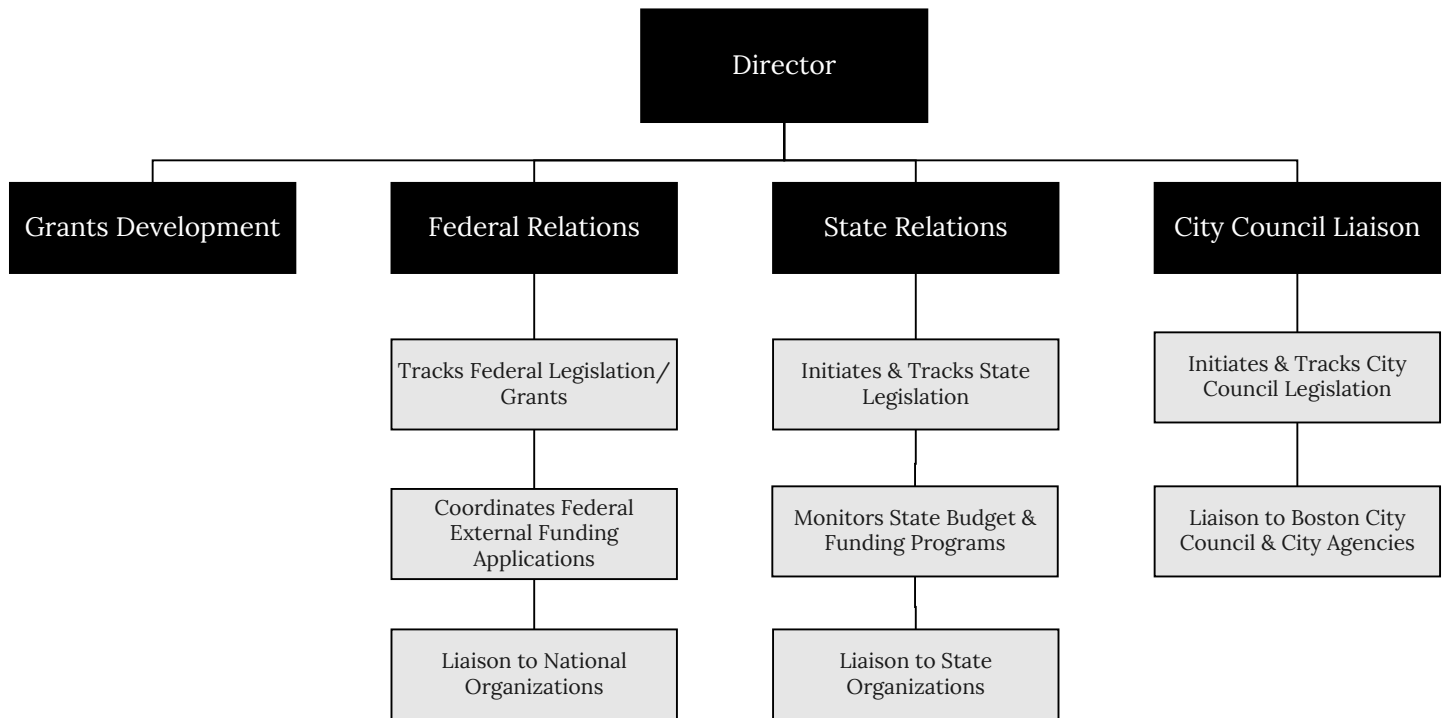 Director
Grants Development
Federal Relations
State Relations
City Council Liaison
Tracks Federal Legislation/
Grants
Initiates & Tracks State
Legislation
Initiates & Tracks City
Council Legislation
Coordinates Federal
External Funding
Applications
Monitors State Budget &
Funding Programs
Liaison to Boston City
Council & City Agencies
Liaison to National
Organizations
Liaison to State
Organizations